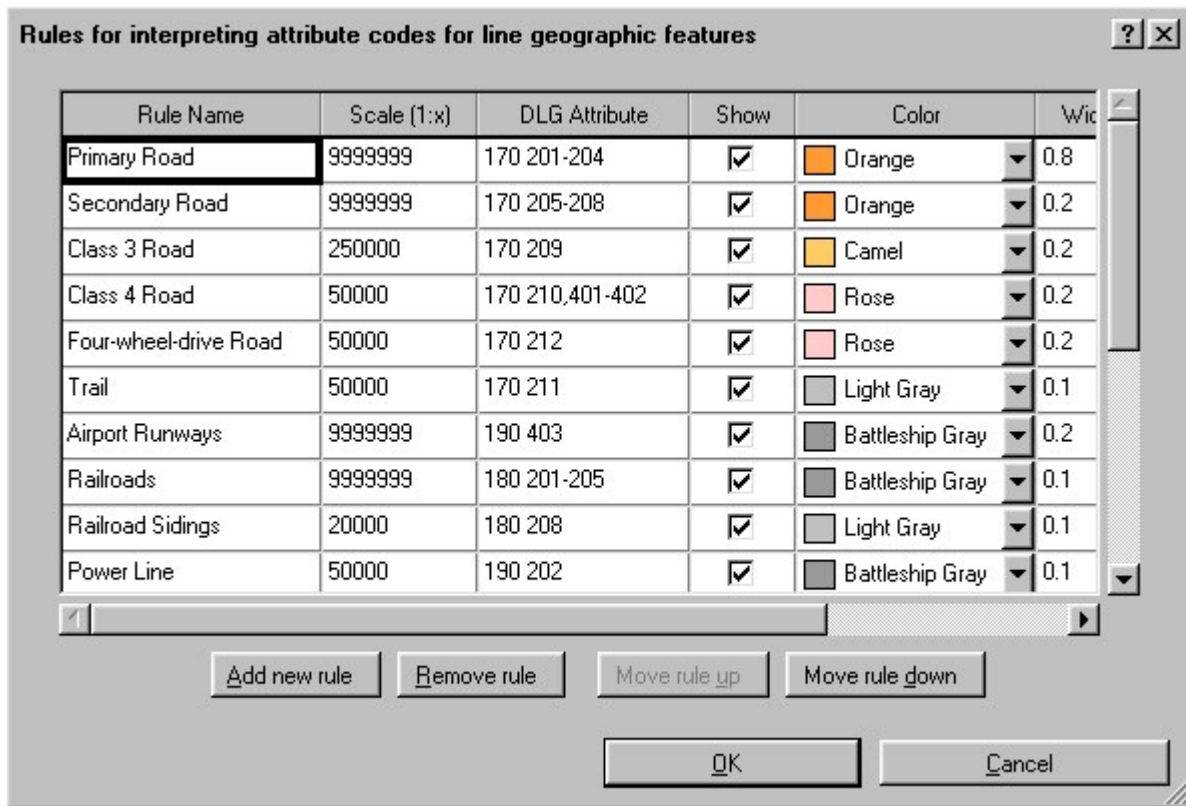 Rules for interpreting attribute codes for line geographic features
Rule Name Scale (1:x) DLG Attribute Show Color Wid
Primary Road 9999999 170 201-204 Orange 0.8
Secondary Road 9999999 170 205-208 Orange 0.2
Class 3 Road 250000 170 209 Camel 0.2
Class 4 Road 50000 170 210,401-402 Rose 0.2
Four-wheel-drive Road 50000 170 212 Rose 0.2
Trail 50000 170 211 Light Gray 0.1
Airport Runways 9999999 190 403 Battleship Gray 0.2
Railroads 9999999 180 201-205 Battleship Gray 0.1
Railroad Sidings 20000 180 208 Light Gray 0.1
Power Line 50000 190 202 Battleship Gray 0.1
Add new rule Remove rule Move rule up Move rule down
OK Cancel